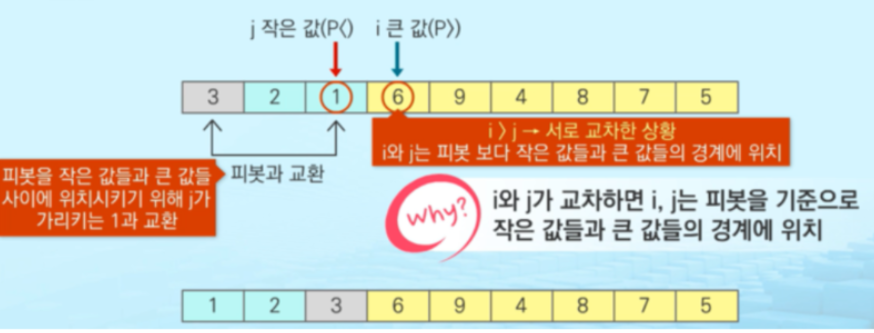 j 작은 값(P<) i 큰 값(P>)
3 2 1 6 9 4 8 7 5
i > j → 서로 교차한 상황
i와 j는 피봇 보다 작은 값들과 큰 값들의 경계에 위치
피봇을 작은 값들과 큰 값들
사이에 위치시키기 위해 j가
가리키는 1과 교환
피봇과 교환
why?
i와 j가 교차하면 i, j는 피봇을 기준으로
작은 값들과 큰 값들의 경계에 위치
1 2 3 6 9 4 8 7 5